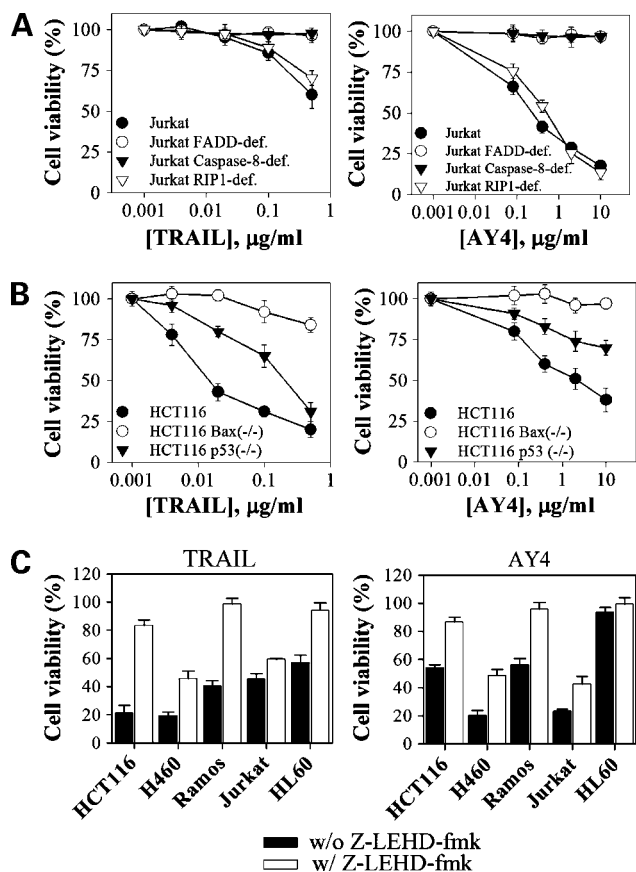 A
Cell viability (%)
100
75
50
25
0
Jurkat
Jurkat FADD-def.
Jurkat Caspase-8-def.
Jurkat RIP1-def.
0.001 0.01 0.1 1
[TRAIL], µg/ml
Cell viability (%)
100
75
50
25
0
Jurkat
Jurkat FADD-def.
Jurkat Caspase-8-def.
Jurkat RIP1-def.
0.001 0.01 0.1 1 10
[AY4], µg/ml
B
Cell viability (%)
100
75
50
25
0
HCT116
HCT116 Bax(-/-)
HCT116 p53(-/-)
0.001 0.01 0.1 1
[TRAIL], µg/ml
Cell viability (%)
100
75
50
25
0
HCT116
HCT116 Bax(-/-)
HCT116 p53 (-/-)
0.001 0.01 0.1 1 10
[AY4], µg/ml
C
TRAIL
Cell viability (%)
120
100
80
60
40
20
0
HCT116
H460
Ramos
Jurkat
HL60
AY4
Cell viability (%)
120
100
80
60
40
20
0
HCT116
H460
Ramos
Jurkat
HL60
w/o Z-LEHD-fmk
w/ Z-LEHD-fmk